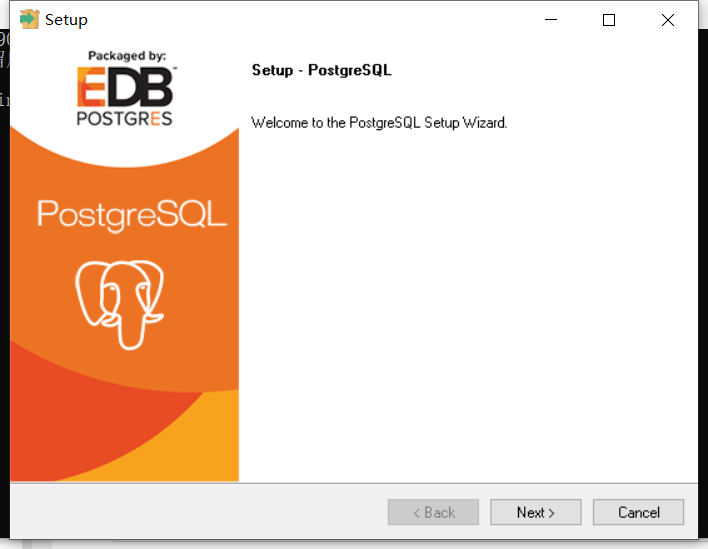 Setup
Packaged by:
EDB
POSTGRES
PostgreSQL
Setup - PostgreSQL
Welcome to the PostgreSQL Setup Wizard.
< Back
Next >
Cancel